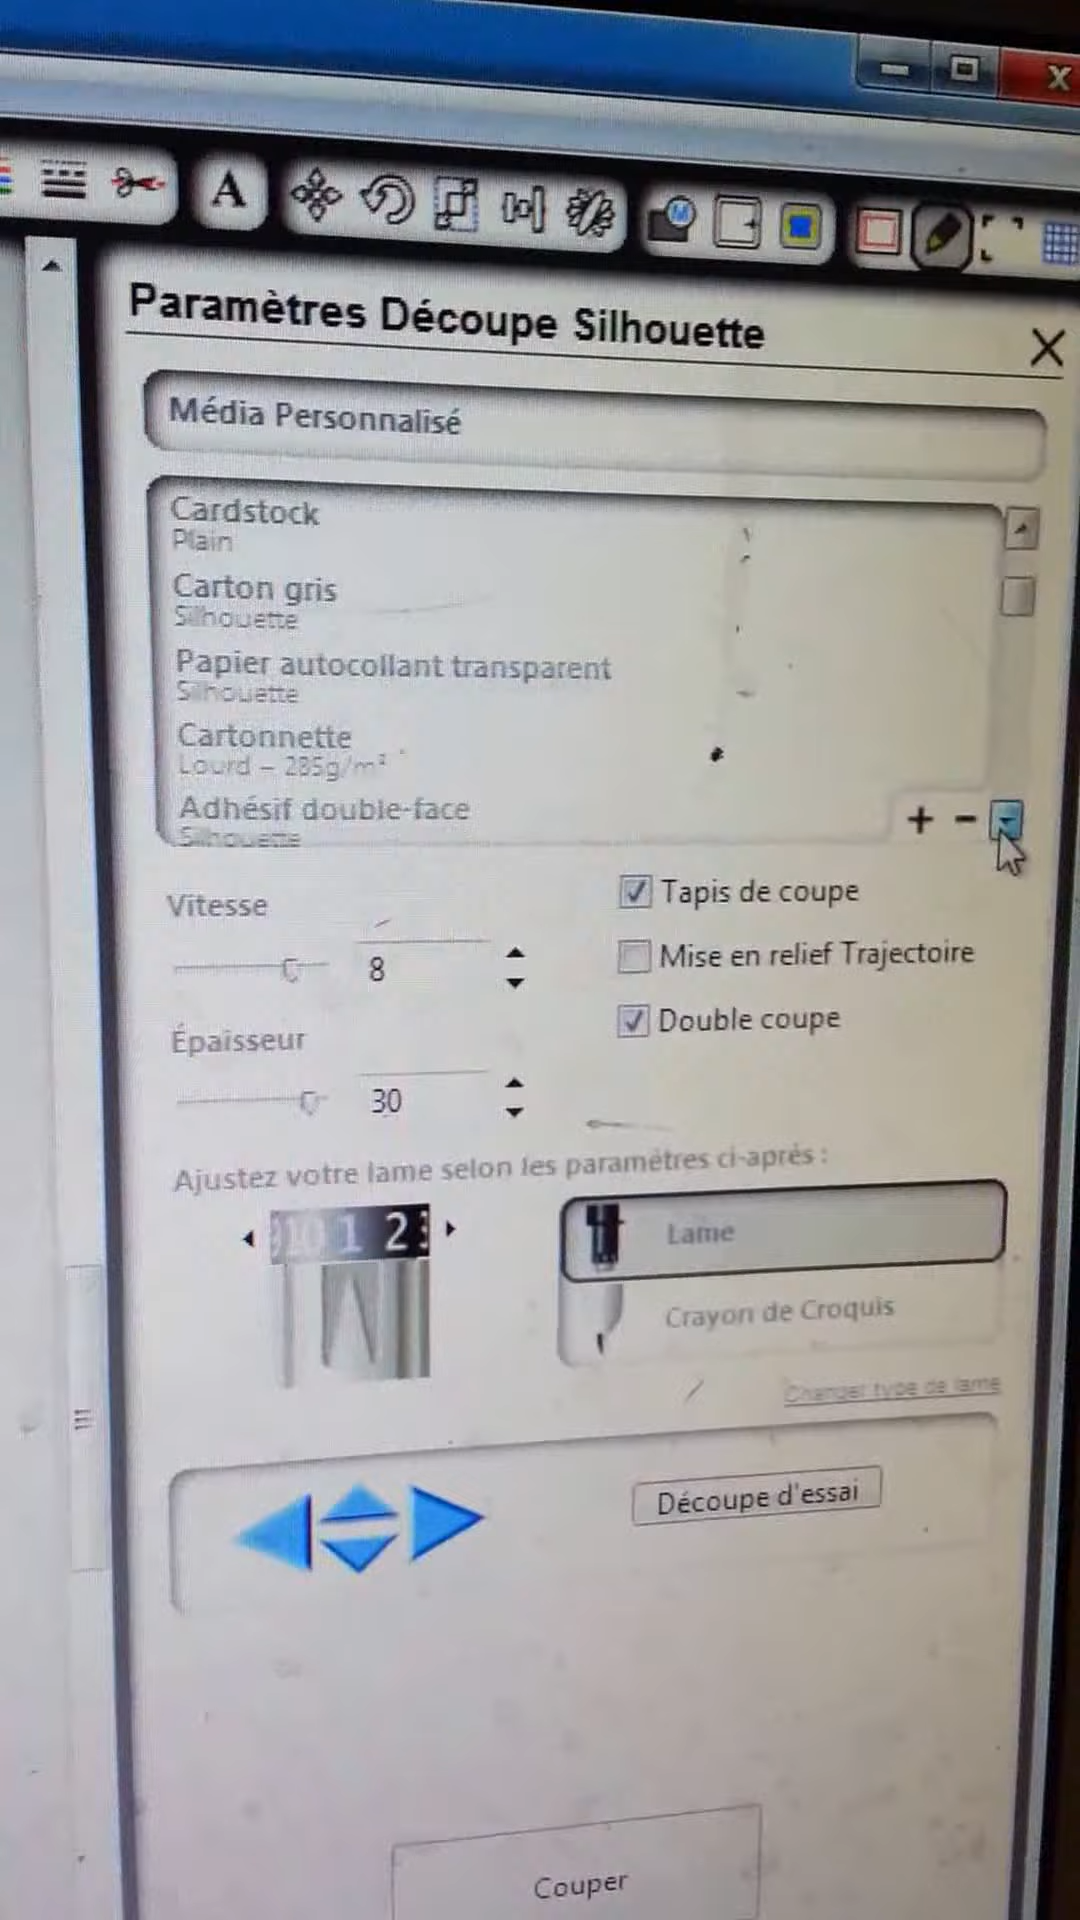 A
M
Paramètres Découpe Silhouette
Média Personnalisé
Cardstock
Plain
Carton gris
Silhouette
Papier autocollant transparent
Silhouette
Cartonnette
Lourd – 285g/m²
Adhésif double-face
Silhouette
+ -
Vitesse
8
Tapis de coupe
Mise en relief Trajectoire
Épaisseur
30
Double coupe
Ajustez votre lame selon les paramètres ci-après :
10 1 2
Lame
Crayon de Croquis
Changer type de lame
Découpe d'essai
Couper